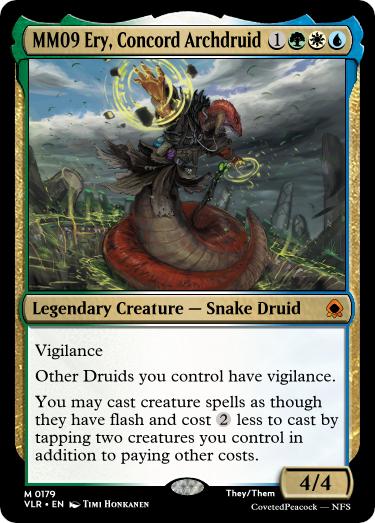 MM09 Ery, Concord Archdruid 1
Legendary Creature — Snake Druid
Vigilance
Other Druids you control have vigilance.
You may cast creature spells as though
they have flash and cost 2 less to cast by
tapping two creatures you control in
addition to paying other costs.
4/4
M 0179
They/Them
VLR • EN Timi Honkanen
CovetedPeacock — NFS